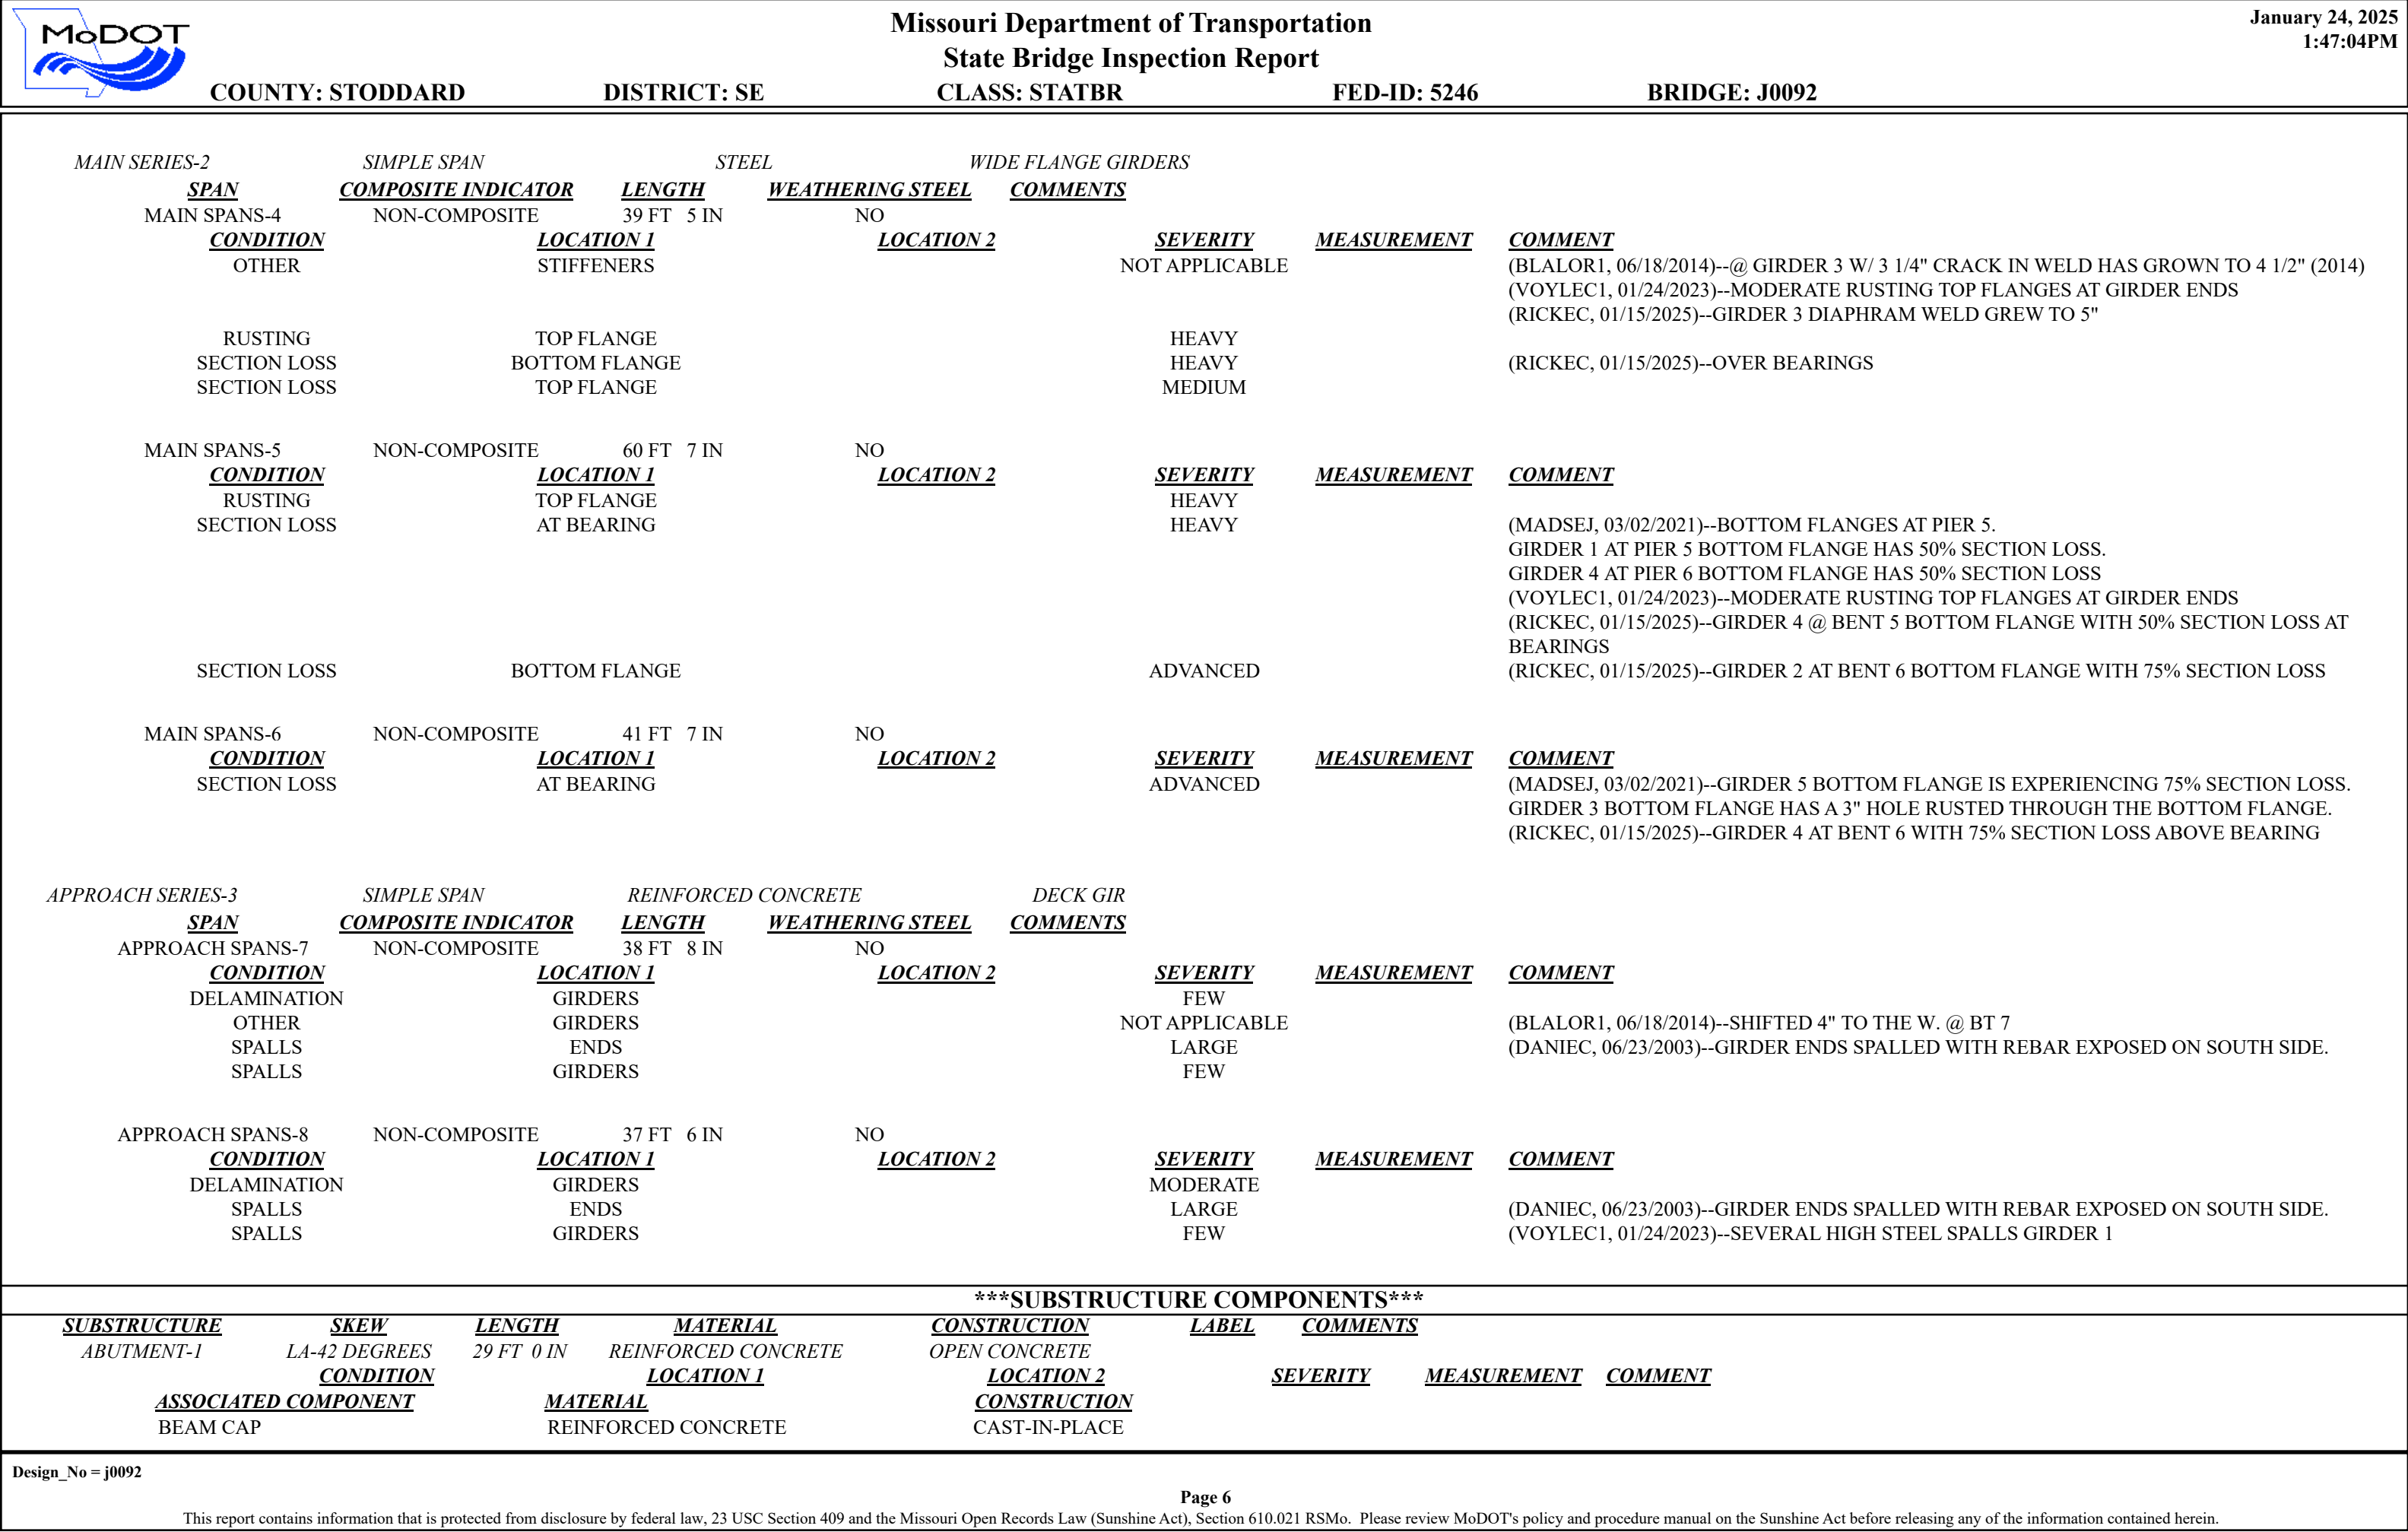 MoDOT
Missouri Department of Transportation
State Bridge Inspection Report
January 24, 2025
1:47:04PM
COUNTY: STODDARD DISTRICT: SE CLASS: STATBR FED-ID: 5246 BRIDGE: J0092
MAIN SERIES-2 SIMPLE SPAN STEEL WIDE FLANGE GIRDERS
SPAN COMPOSITE INDICATOR LENGTH WEATHERING STEEL COMMENTS
MAIN SPANS-4 NON-COMPOSITE 39 FT 5 IN NO
CONDITION LOCATION 1 LOCATION 2 SEVERITY MEASUREMENT COMMENT
OTHER STIFFENERS NOT APPLICABLE (BLALOR1, 06/18/2014)--@ GIRDER 3 W/ 3 1/4" CRACK IN WELD HAS GROWN TO 4 1/2" (2014)
(VOYLEC1, 01/24/2023)--MODERATE RUSTING TOP FLANGES AT GIRDER ENDS
(RICKEC, 01/15/2025)--GIRDER 3 DIAPHRAM WELD GREW TO 5"
RUSTING TOP FLANGE HEAVY
SECTION LOSS BOTTOM FLANGE HEAVY (RICKEC, 01/15/2025)--OVER BEARINGS
SECTION LOSS TOP FLANGE MEDIUM
MAIN SPANS-5 NON-COMPOSITE 60 FT 7 IN NO
CONDITION LOCATION 1 LOCATION 2 SEVERITY MEASUREMENT COMMENT
RUSTING TOP FLANGE HEAVY
SECTION LOSS AT BEARING HEAVY (MADSEJ, 03/02/2021)--BOTTOM FLANGES AT PIER 5.
GIRDER 1 AT PIER 5 BOTTOM FLANGE HAS 50% SECTION LOSS.
GIRDER 4 AT PIER 6 BOTTOM FLANGE HAS 50% SECTION LOSS
(VOYLEC1, 01/24/2023)--MODERATE RUSTING TOP FLANGES AT GIRDER ENDS
(RICKEC, 01/15/2025)--GIRDER 4 @ BENT 5 BOTTOM FLANGE WITH 50% SECTION LOSS AT
BEARINGS
SECTION LOSS BOTTOM FLANGE ADVANCED (RICKEC, 01/15/2025)--GIRDER 2 AT BENT 6 BOTTOM FLANGE WITH 75% SECTION LOSS
MAIN SPANS-6 NON-COMPOSITE 41 FT 7 IN NO
CONDITION LOCATION 1 LOCATION 2 SEVERITY MEASUREMENT COMMENT
SECTION LOSS AT BEARING ADVANCED (MADSEJ, 03/02/2021)--GIRDER 5 BOTTOM FLANGE IS EXPERIENCING 75% SECTION LOSS.
GIRDER 3 BOTTOM FLANGE HAS A 3" HOLE RUSTED THROUGH THE BOTTOM FLANGE.
(RICKEC, 01/15/2025)--GIRDER 4 AT BENT 6 WITH 75% SECTION LOSS ABOVE BEARING
APPROACH SERIES-3 SIMPLE SPAN REINFORCED CONCRETE DECK GIR
SPAN COMPOSITE INDICATOR LENGTH WEATHERING STEEL COMMENTS
APPROACH SPANS-7 NON-COMPOSITE 38 FT 8 IN NO
CONDITION LOCATION 1 LOCATION 2 SEVERITY MEASUREMENT COMMENT
DELAMINATION GIRDERS FEW
OTHER GIRDERS NOT APPLICABLE (BLALOR1, 06/18/2014)--SHIFTED 4" TO THE W. @ BT 7
SPALLS ENDS LARGE (DANIEC, 06/23/2003)--GIRDER ENDS SPALLED WITH REBAR EXPOSED ON SOUTH SIDE.
SPALLS GIRDERS FEW
APPROACH SPANS-8 NON-COMPOSITE 37 FT 6 IN NO
CONDITION LOCATION 1 LOCATION 2 SEVERITY MEASUREMENT COMMENT
DELAMINATION GIRDERS MODERATE
SPALLS ENDS LARGE (DANIEC, 06/23/2003)--GIRDER ENDS SPALLED WITH REBAR EXPOSED ON SOUTH SIDE.
SPALLS GIRDERS FEW (VOYLEC1, 01/24/2023)--SEVERAL HIGH STEEL SPALLS GIRDER 1
***SUBSTRUCTURE COMPONENTS***
SUBSTRUCTURE SKEW LENGTH MATERIAL CONSTRUCTION LABEL COMMENTS
ABUTMENT-1 LA-42 DEGREES 29 FT 0 IN REINFORCED CONCRETE OPEN CONCRETE
CONDITION LOCATION 1 LOCATION 2 SEVERITY MEASUREMENT COMMENT
ASSOCIATED COMPONENT MATERIAL CONSTRUCTION
BEAM CAP REINFORCED CONCRETE CAST-IN-PLACE
Design_No = j0092
Page 6
This report contains information that is protected from disclosure by federal law, 23 USC Section 409 and the Missouri Open Records Law (Sunshine Act), Section 610.021 RSMo. Please review MoDOT's policy and procedure manual on the Sunshine Act before releasing any of the information contained herein.